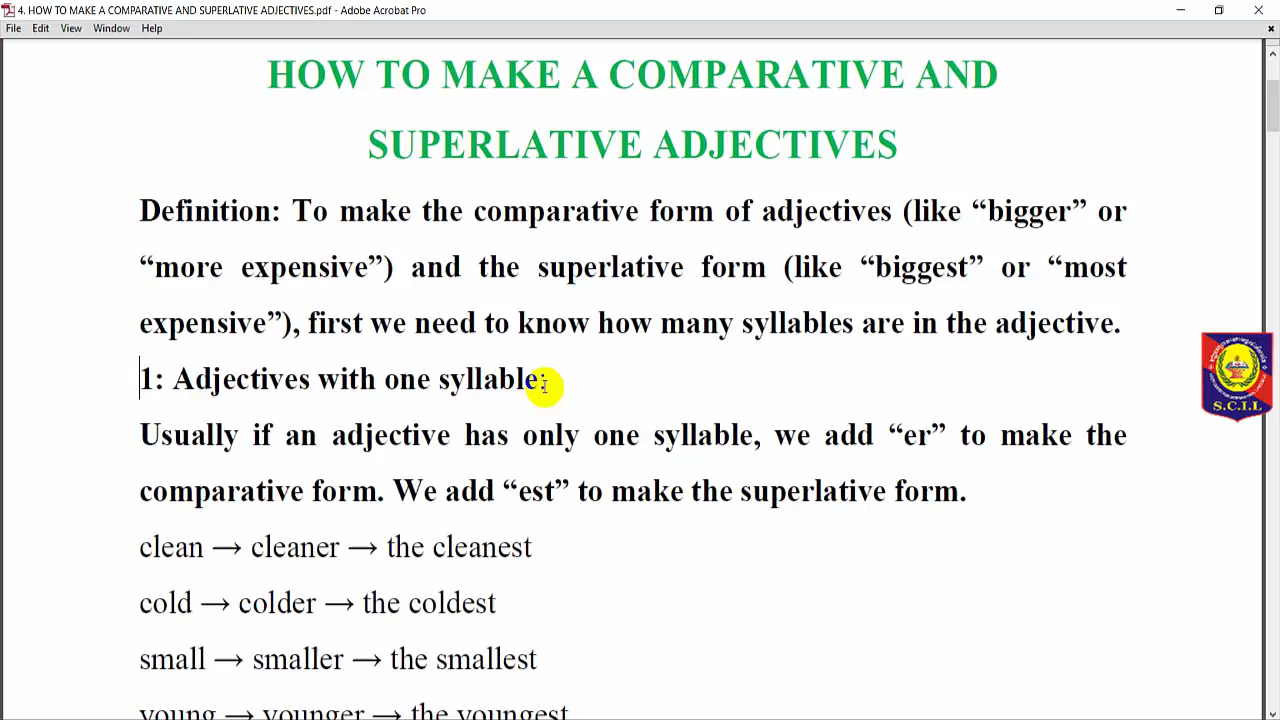 4. HOW TO MAKE A COMPARATIVE AND SUPERLATIVE ADJECTIVES.pdf - Adobe Acrobat Pro
File Edit View Window Help
HOW TO MAKE A COMPARATIVE AND
SUPERLATIVE ADJECTIVES
Definition: To make the comparative form of adjectives (like “bigger” or
“more expensive”) and the superlative form (like “biggest” or “most
expensive”), first we need to know how many syllables are in the adjective.
1: Adjectives with one syllable:
Usually if an adjective has only one syllable, we add “er” to make the
comparative form. We add “est” to make the superlative form.
clean → cleaner → the cleanest
cold → colder → the coldest
small → smaller → the smallest
young → younger → the youngest
S.C.I.L